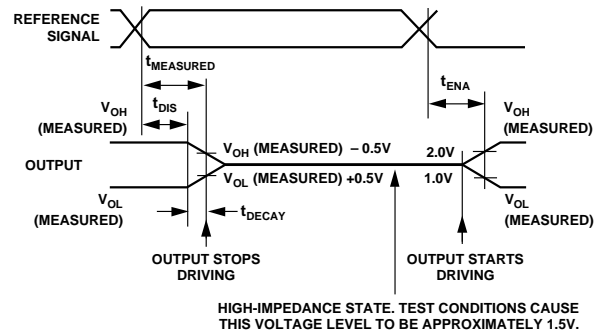 REFERENCE
SIGNAL
tMEASURED
tENA
tDIS
VOH
(MEASURED)
VOH
(MEASURED)
VOH (MEASURED) – 0.5V
2.0V
OUTPUT
VOL (MEASURED) +0.5V
1.0V
VOL
(MEASURED)
VOL
(MEASURED)
tDECAY
OUTPUT STOPS
DRIVING
OUTPUT STARTS
DRIVING
HIGH-IMPEDANCE STATE. TEST CONDITIONS CAUSE
THIS VOLTAGE LEVEL TO BE APPROXIMATELY 1.5V.